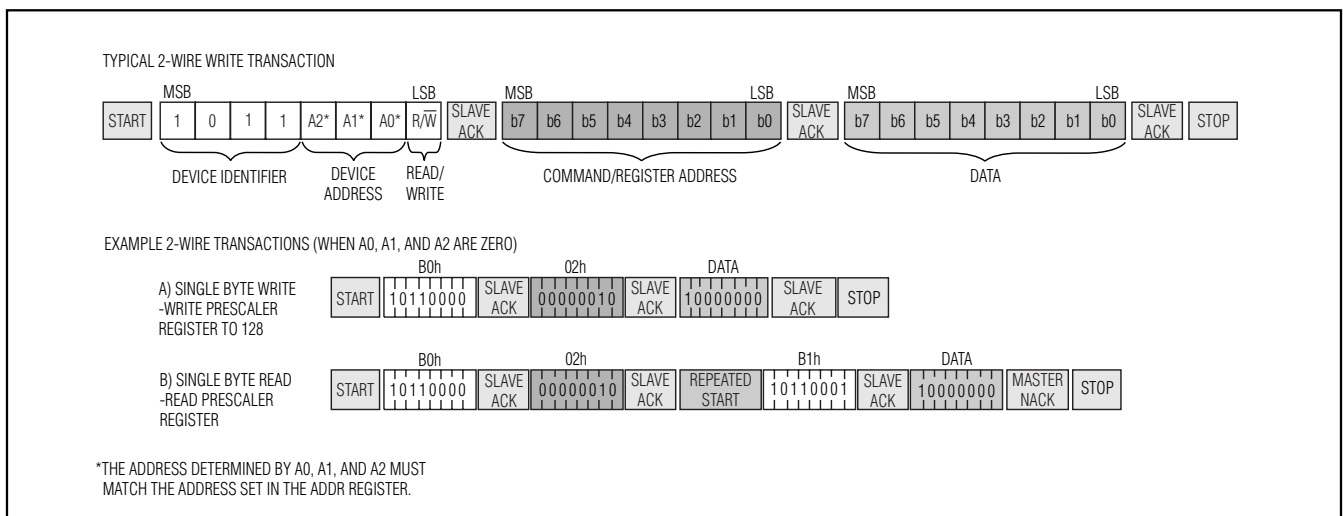 TYPICAL 2-WIRE WRITE TRANSACTION
MSB LSB MSB LSB MSB LSB
START 1 0 1 1 A2* A1* A0* R/W̅ SLAVE ACK b7 b6 b5 b4 b3 b2 b1 b0 SLAVE ACK b7 b6 b5 b4 b3 b2 b1 b0 SLAVE ACK STOP
DEVICE IDENTIFIER DEVICE ADDRESS READ/WRITE COMMAND/REGISTER ADDRESS DATA
EXAMPLE 2-WIRE TRANSACTIONS (WHEN A0, A1, AND A2 ARE ZERO)
B0h 02h DATA
A) SINGLE BYTE WRITE
-WRITE PRESCALER
REGISTER TO 128
START 10110000 SLAVE ACK 00000010 SLAVE ACK 10000000 SLAVE ACK STOP
B0h 02h B1h DATA
B) SINGLE BYTE READ
-READ PRESCALER
REGISTER
START 10110000 SLAVE ACK 00000010 SLAVE ACK REPEATED START 10110001 SLAVE ACK 10000000 MASTER NACK STOP
*THE ADDRESS DETERMINED BY A0, A1, AND A2 MUST
MATCH THE ADDRESS SET IN THE ADDR REGISTER.